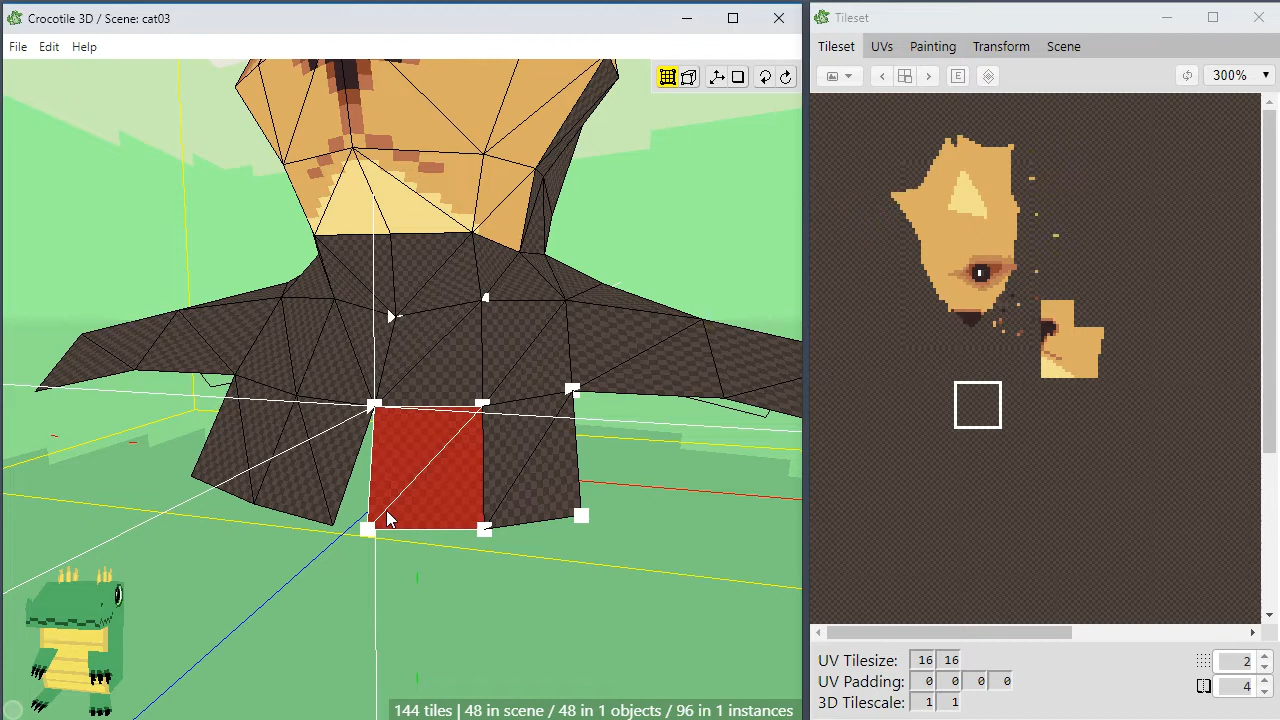 Crocotile 3D / Scene: cat03
File Edit Help
144 tiles | 48 in scene / 48 in 1 objects / 96 in 1 instances
Tileset
Tileset UVs Painting Transform Scene
E 300%
UV Tilesize: 16 16
2
UV Padding: 0 0 0 0
4
3D Tilescale: 1 1